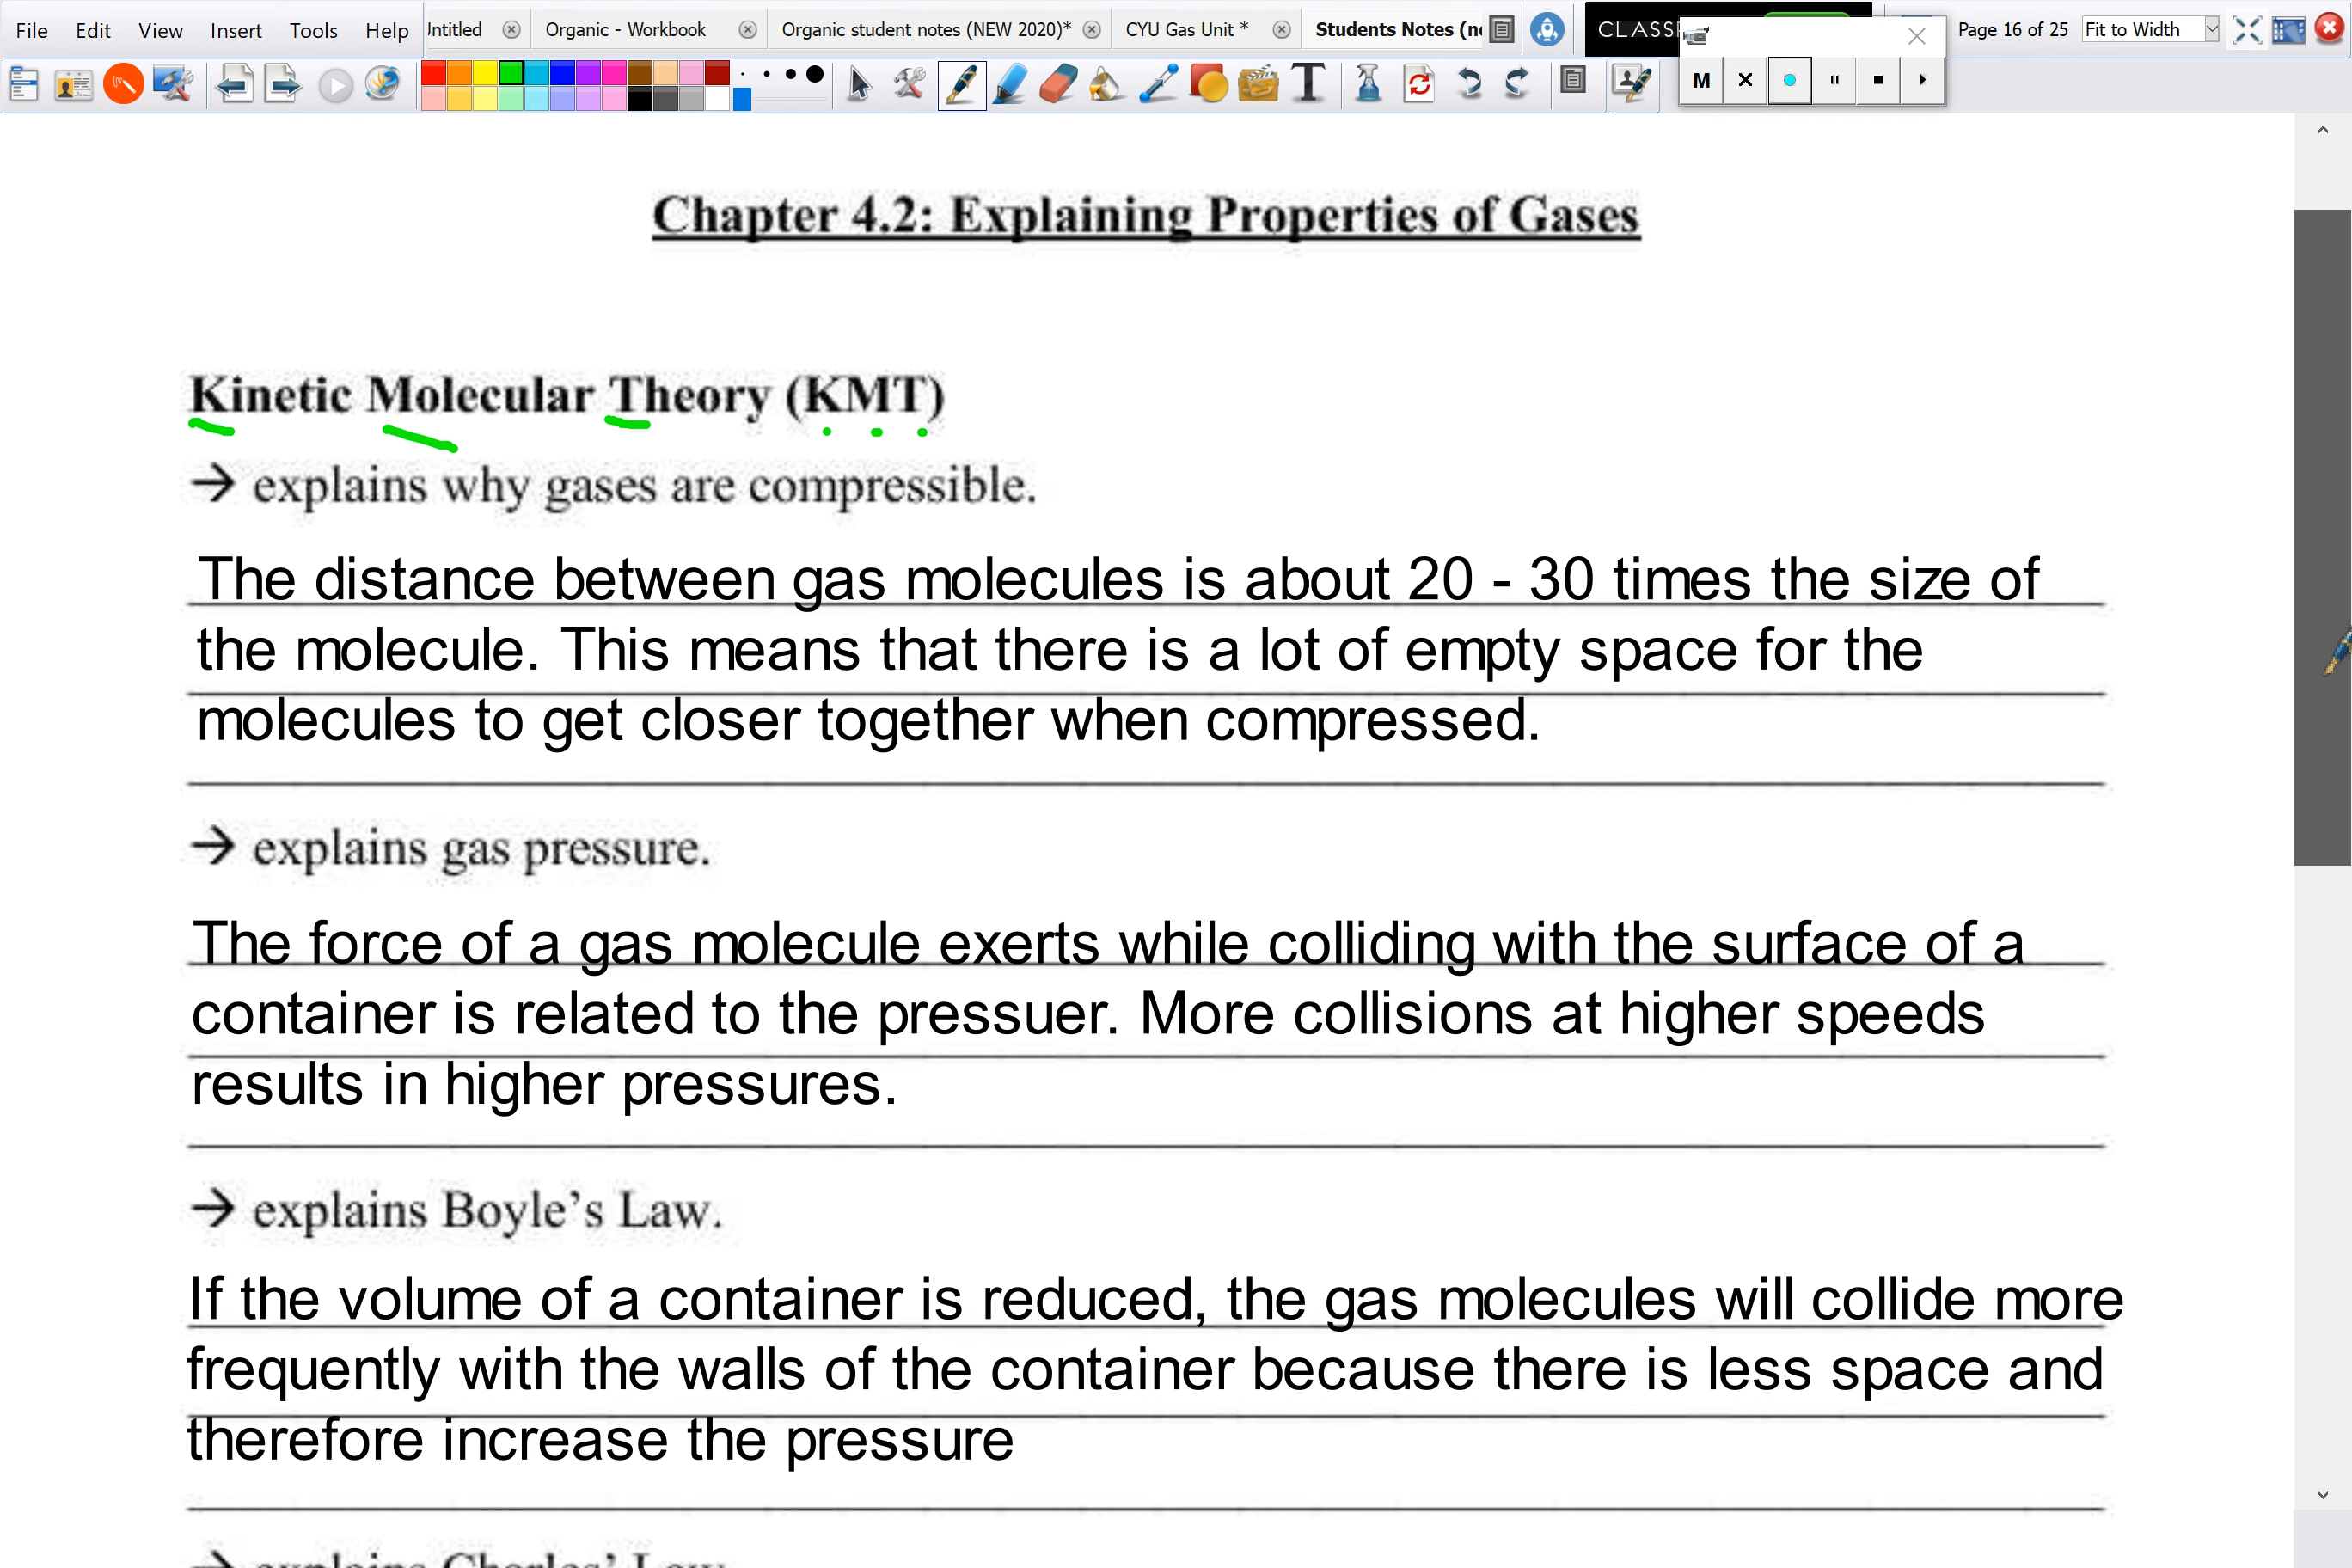 File Edit View Insert Tools Help Untitled Organic - Workbook Organic student notes (NEW 2020)* CYU Gas Unit * Students Notes (n Page 16 of 25 Fit to Width
M
Chapter 4.2: Explaining Properties of Gases
Kinetic Molecular Theory (KMT)
→ explains why gases are compressible.
The distance between gas molecules is about 20 - 30 times the size of
the molecule. This means that there is a lot of empty space for the
molecules to get closer together when compressed.
→ explains gas pressure.
The force of a gas molecule exerts while colliding with the surface of a
container is related to the pressuer. More collisions at higher speeds
results in higher pressures.
→ explains Boyle's Law.
If the volume of a container is reduced, the gas molecules will collide more
frequently with the walls of the container because there is less space and
therefore increase the pressure
→ explains Charles' Law